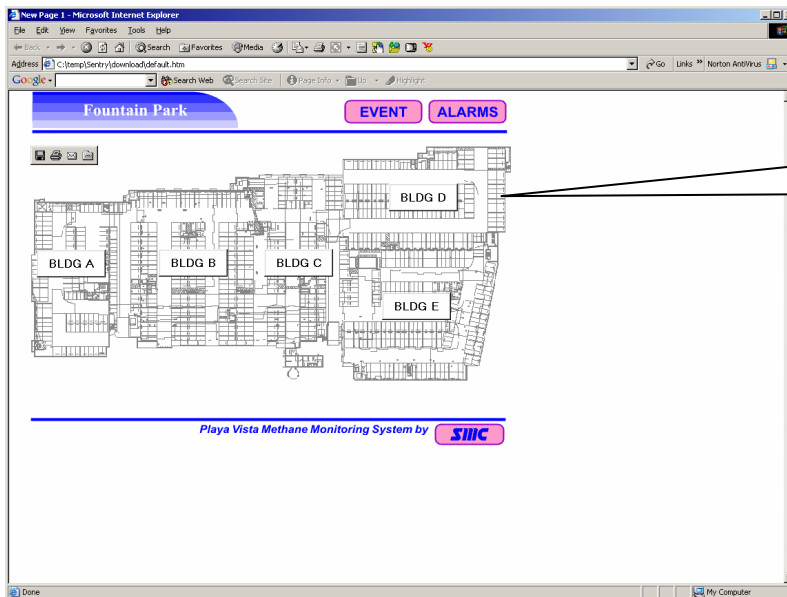 New Page 1 - Microsoft Internet Explorer
File Edit View Favorites Tools Help
Back Search Favorites Media
Address C:\temp\Sentry\download\default.htm Go Links » Norton AntiVirus
Google Search Web Search Site Page Info Up Highlight
Fountain Park EVENT ALARMS
BLDG D
BLDG A BLDG B BLDG C
BLDG E
Playa Vista Methane Monitoring System by SMC
Done My Computer